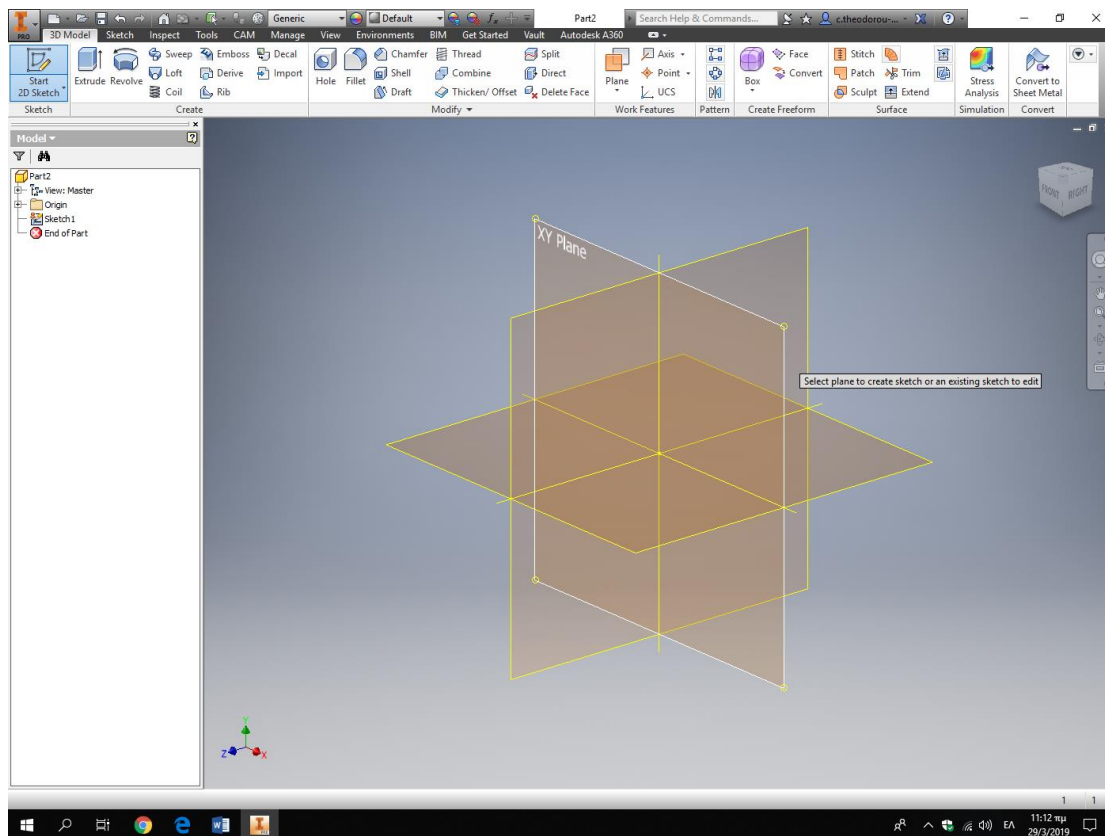 Generic
Default
Part2
Search Help & Commands...
c.theodorou-...
PRO
3D Model Sketch Inspect Tools CAM Manage View Environments BIM Get Started Vault Autodesk A360
Start 2D Sketch
Extrude Revolve
Sweep Emboss Decal
Loft Derive Import
Coil Rib
Hole Fillet
Chamfer Thread Split
Shell Combine Direct
Draft Thicken/ Offset Delete Face
Plane
Axis
Point
UCS
Box
Face
Convert
Stitch
Patch Trim
Sculpt Extend
Stress Analysis
Convert to Sheet Metal
Sketch Create Modify Work Features Pattern Create Freeform Surface Simulation Convert
Model
Part2
View: Master
Origin
Sketch1
End of Part
XY Plane
FRONT RIGHT
Select plane to create sketch or an existing sketch to edit
Y
Z X
1 1
ΕΛ
11:12 πμ
29/3/2019